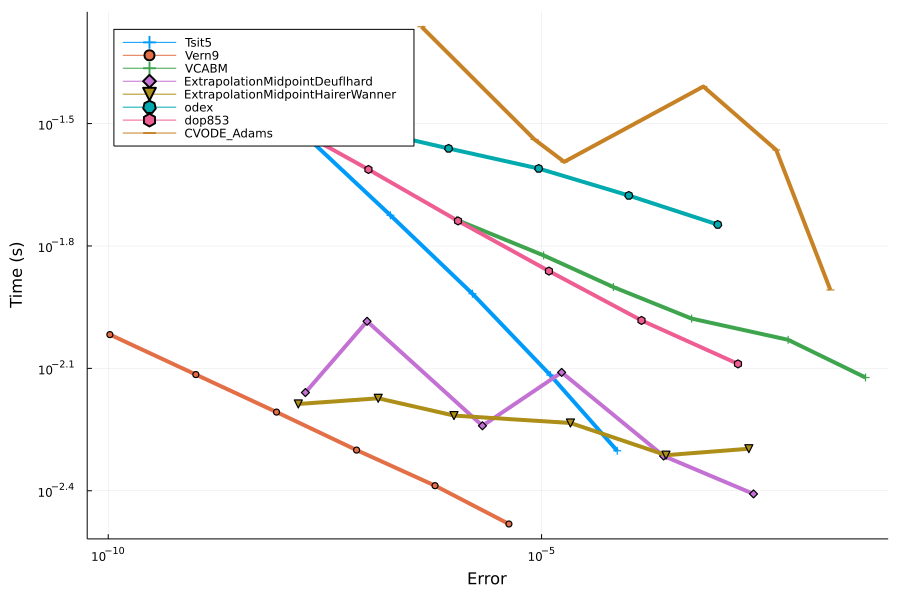 Tsit5
Vern9
VCABM
ExtrapolationMidpointDeuflhard
ExtrapolationMidpointHairerWanner
odex
dop853
CVODE_Adams
10^-1.5
10^-1.8
10^-2.1
10^-2.4
Time (s)
10^-10
10^-5
Error